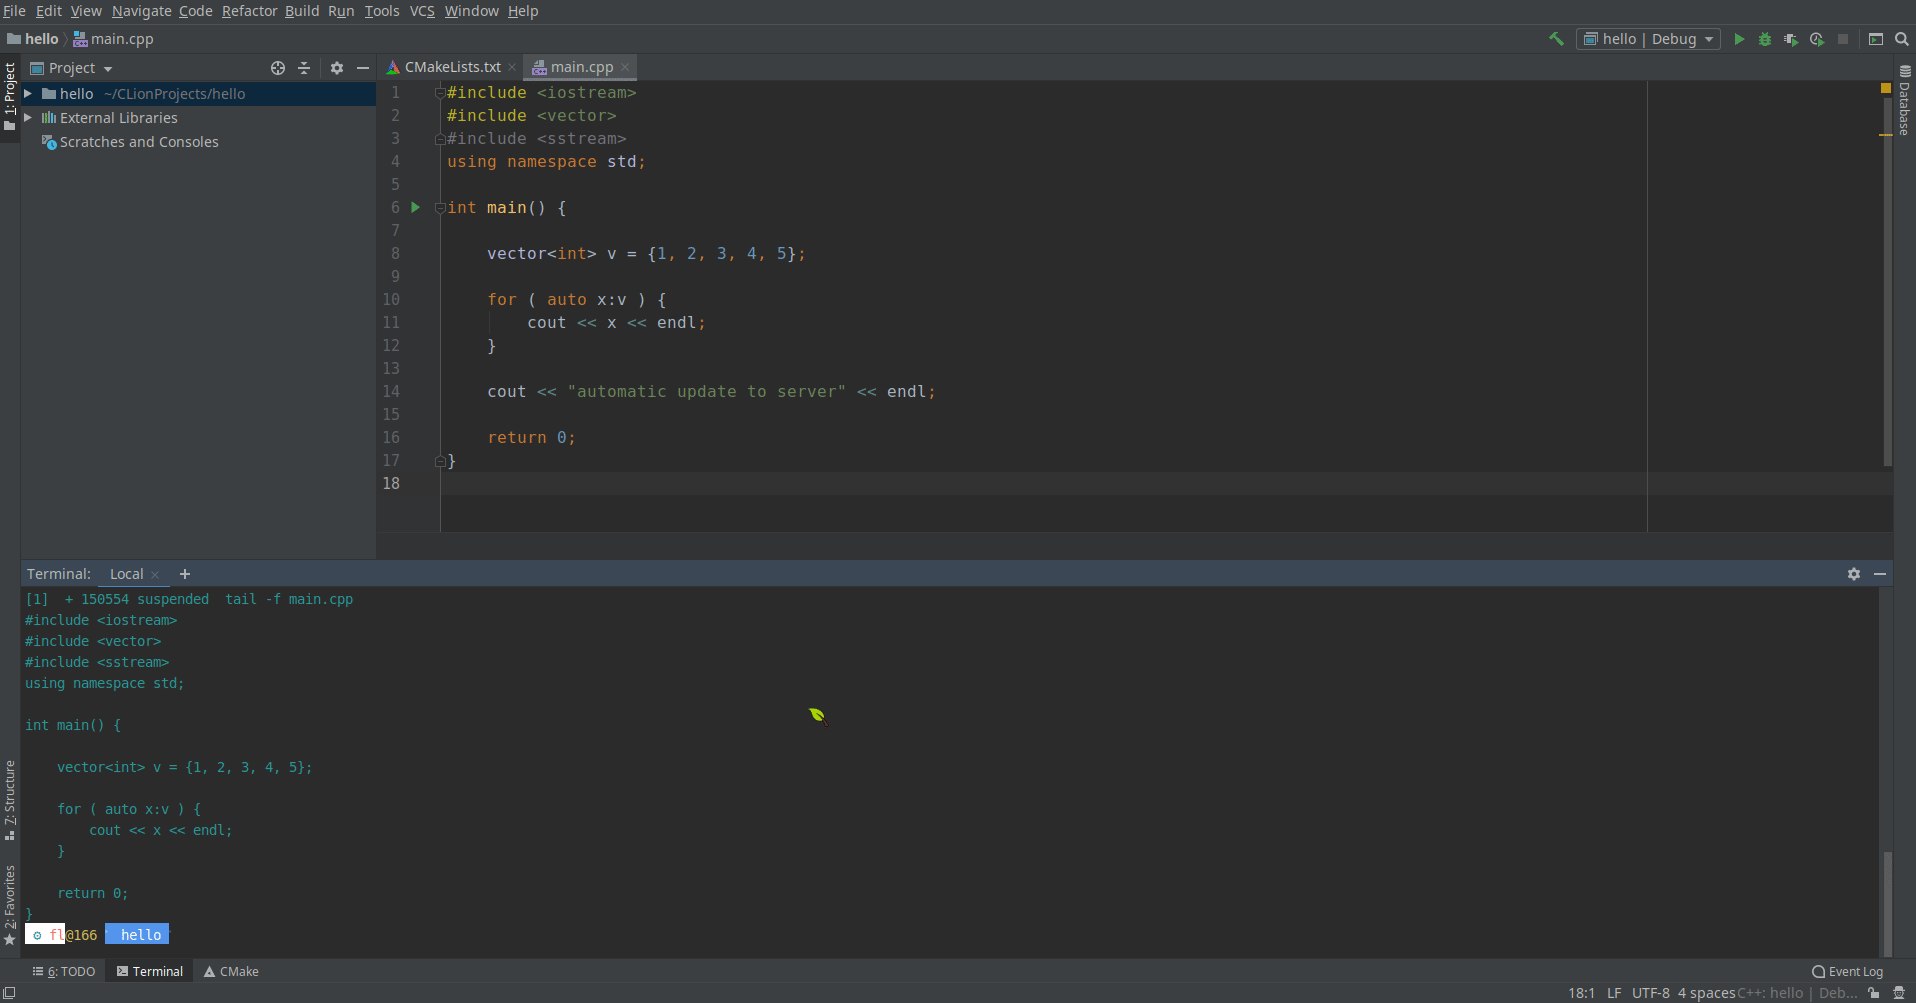 File Edit View Navigate Code Refactor Build Run Tools VCS Window Help
hello main.cpp
hello | Debug
1: Project
Project
hello ~/CLionProjects/hello
External Libraries
Scratches and Consoles
7: Structure
2: Favorites
CMakeLists.txt main.cpp
1 #include <iostream>
2 #include <vector>
3 #include <sstream>
4 using namespace std;
5
6 int main() {
7
8 vector<int> v = {1, 2, 3, 4, 5};
9
10 for ( auto x:v ) {
11 cout << x << endl;
12 }
13
14 cout << "automatic update to server" << endl;
15
16 return 0;
17 }
18
Database
Terminal: Local
[1] + 150554 suspended tail -f main.cpp
#include <iostream>
#include <vector>
#include <sstream>
using namespace std;
int main() {
vector<int> v = {1, 2, 3, 4, 5};
for ( auto x:v ) {
cout << x << endl;
}
return 0;
}
fl@166 hello
6: TODO Terminal CMake
Event Log
18:1 LF UTF-8 4 spaces C++: hello | Deb...